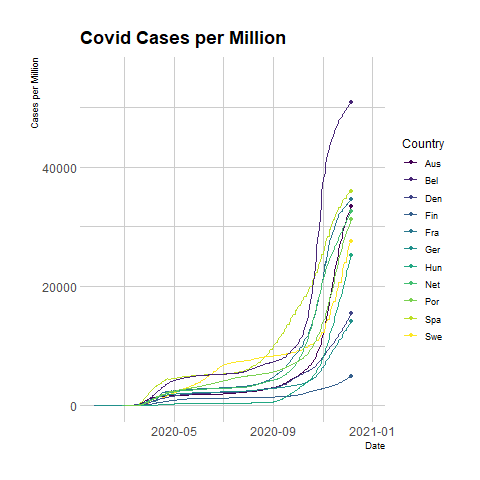 Covid Cases per Million
Cases per Million
40000
20000
0
2020-05 2020-09 2021-01
Date
Country
Aus
Bel
Den
Fin
Fra
Ger
Hun
Net
Por
Spa
Swe